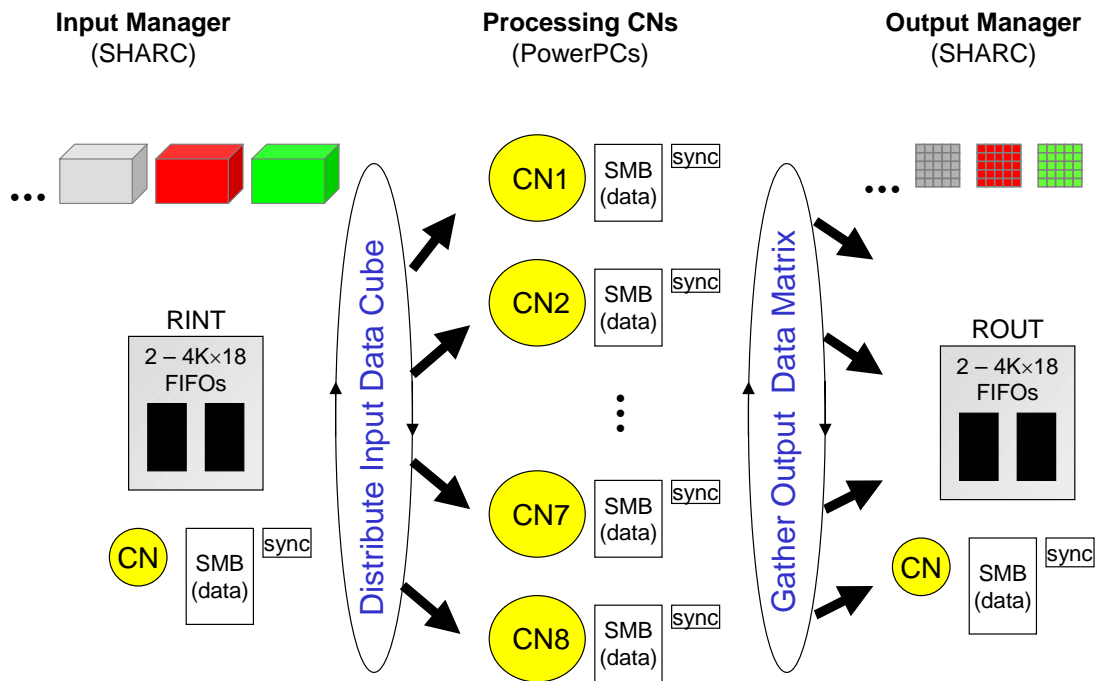 Input Manager
(SHARC)
Processing CNs
(PowerPCs)
Output Manager
(SHARC)
...
RINT
2 – 4K×18
FIFOs
CN
SMB
(data)
sync
Distribute Input Data Cube
CN1
SMB
(data)
sync
CN2
SMB
(data)
sync
...
CN7
SMB
(data)
sync
CN8
SMB
(data)
sync
Gather Output Data Matrix
...
ROUT
2 – 4K×18
FIFOs
CN
SMB
(data)
sync